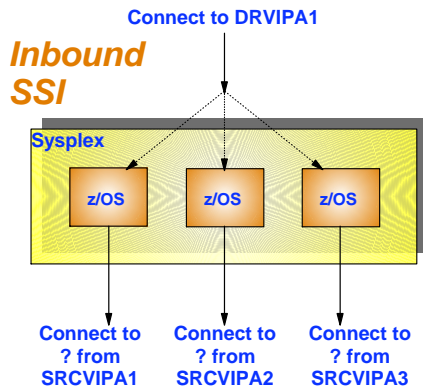 Connect to DRVIPA1
Inbound
SSI
Sysplex
z/OS
z/OS
z/OS
Connect to
? from
SRCVIPA1
Connect to
? from
SRCVIPA2
Connect to
? from
SRCVIPA3